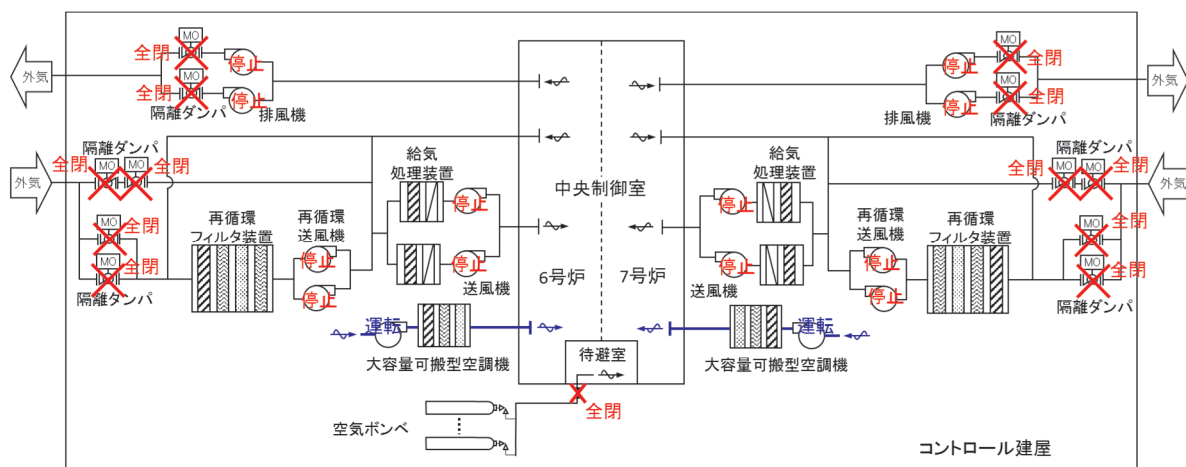 MO
全閉
停止
MO
全閉
停止
隔離ダンパ
排風機
外気
MO
全閉
停止
MO
全閉
停止
排風機
隔離ダンパ
外気
隔離ダンパ
全閉
MO
MO
全閉
外気
MO
全閉
MO
全閉
隔離ダンパ
再循環
フィルタ装置
再循環
送風機
停止
停止
給気
処理装置
停止
停止
送風機
中央制御室
6号炉
7号炉
給気
処理装置
停止
停止
送風機
再循環
送風機
停止
停止
再循環
フィルタ装置
隔離ダンパ
全閉
MO
MO
全閉
外気
MO
全閉
MO
全閉
隔離ダンパ
運転
大容量可搬型空調機
運転
大容量可搬型空調機
待避室
全閉
空気ボンベ
コントロール建屋